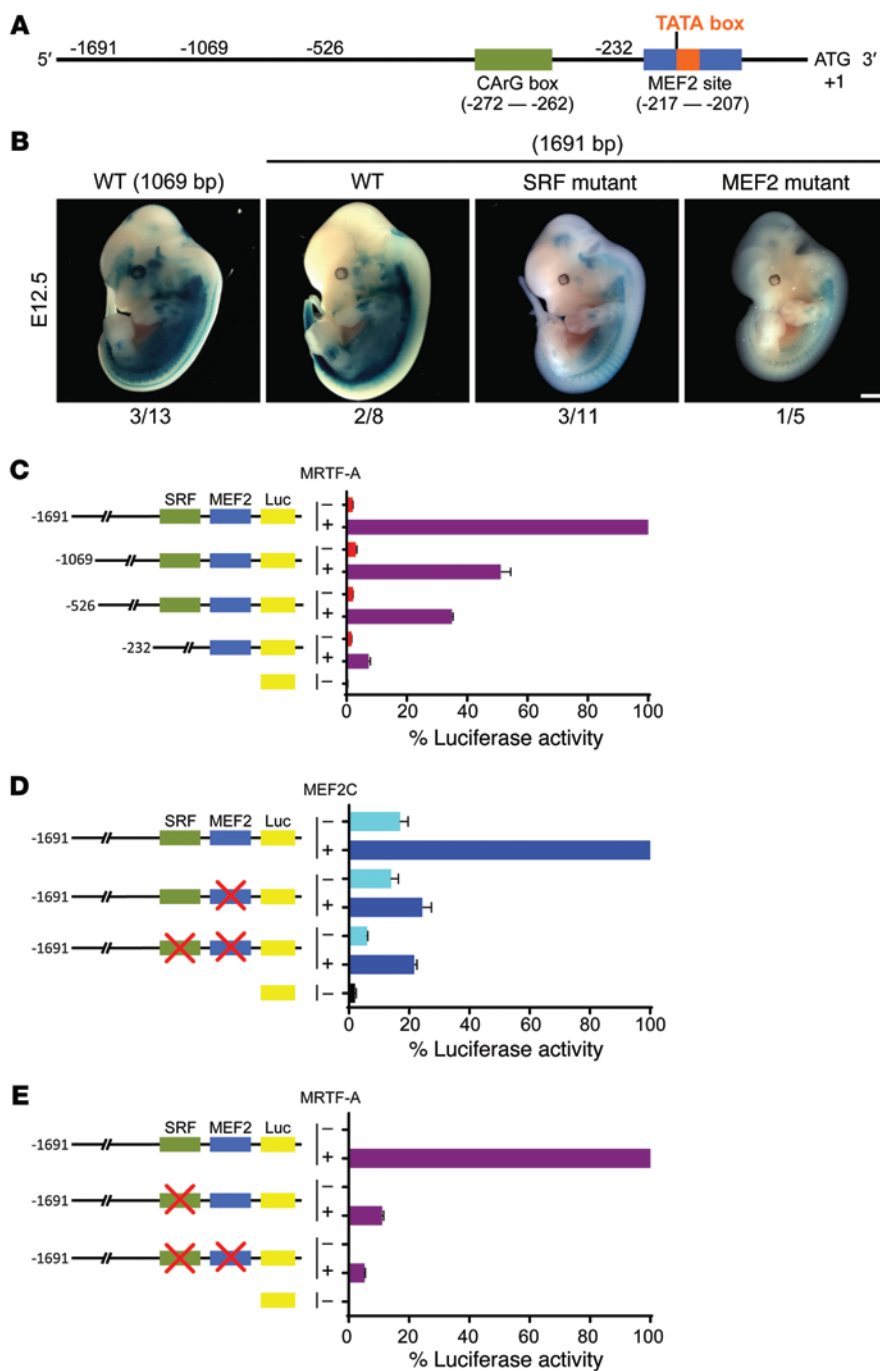 A
TATA box
-1691 -1069 -526 -232
5′ ATG 3′
CArG box MEF2 site +1
(-272 — -262) (-217 — -207)
B
(1691 bp)
WT (1069 bp) WT SRF mutant MEF2 mutant
E12.5
3/13 2/8 3/11 1/5
C
MRTF-A
SRF MEF2 Luc
-1691
−
+
-1069
−
+
-526
−
+
-232
−
+
−
0 20 40 60 80 100
% Luciferase activity
D
MEF2C
SRF MEF2 Luc
-1691
−
+
-1691
−
+
-1691
−
+
−
0 20 40 60 80 100
% Luciferase activity
E
MRTF-A
SRF MEF2 Luc
-1691
−
+
-1691
−
+
-1691
−
+
−
0 20 40 60 80 100
% Luciferase activity